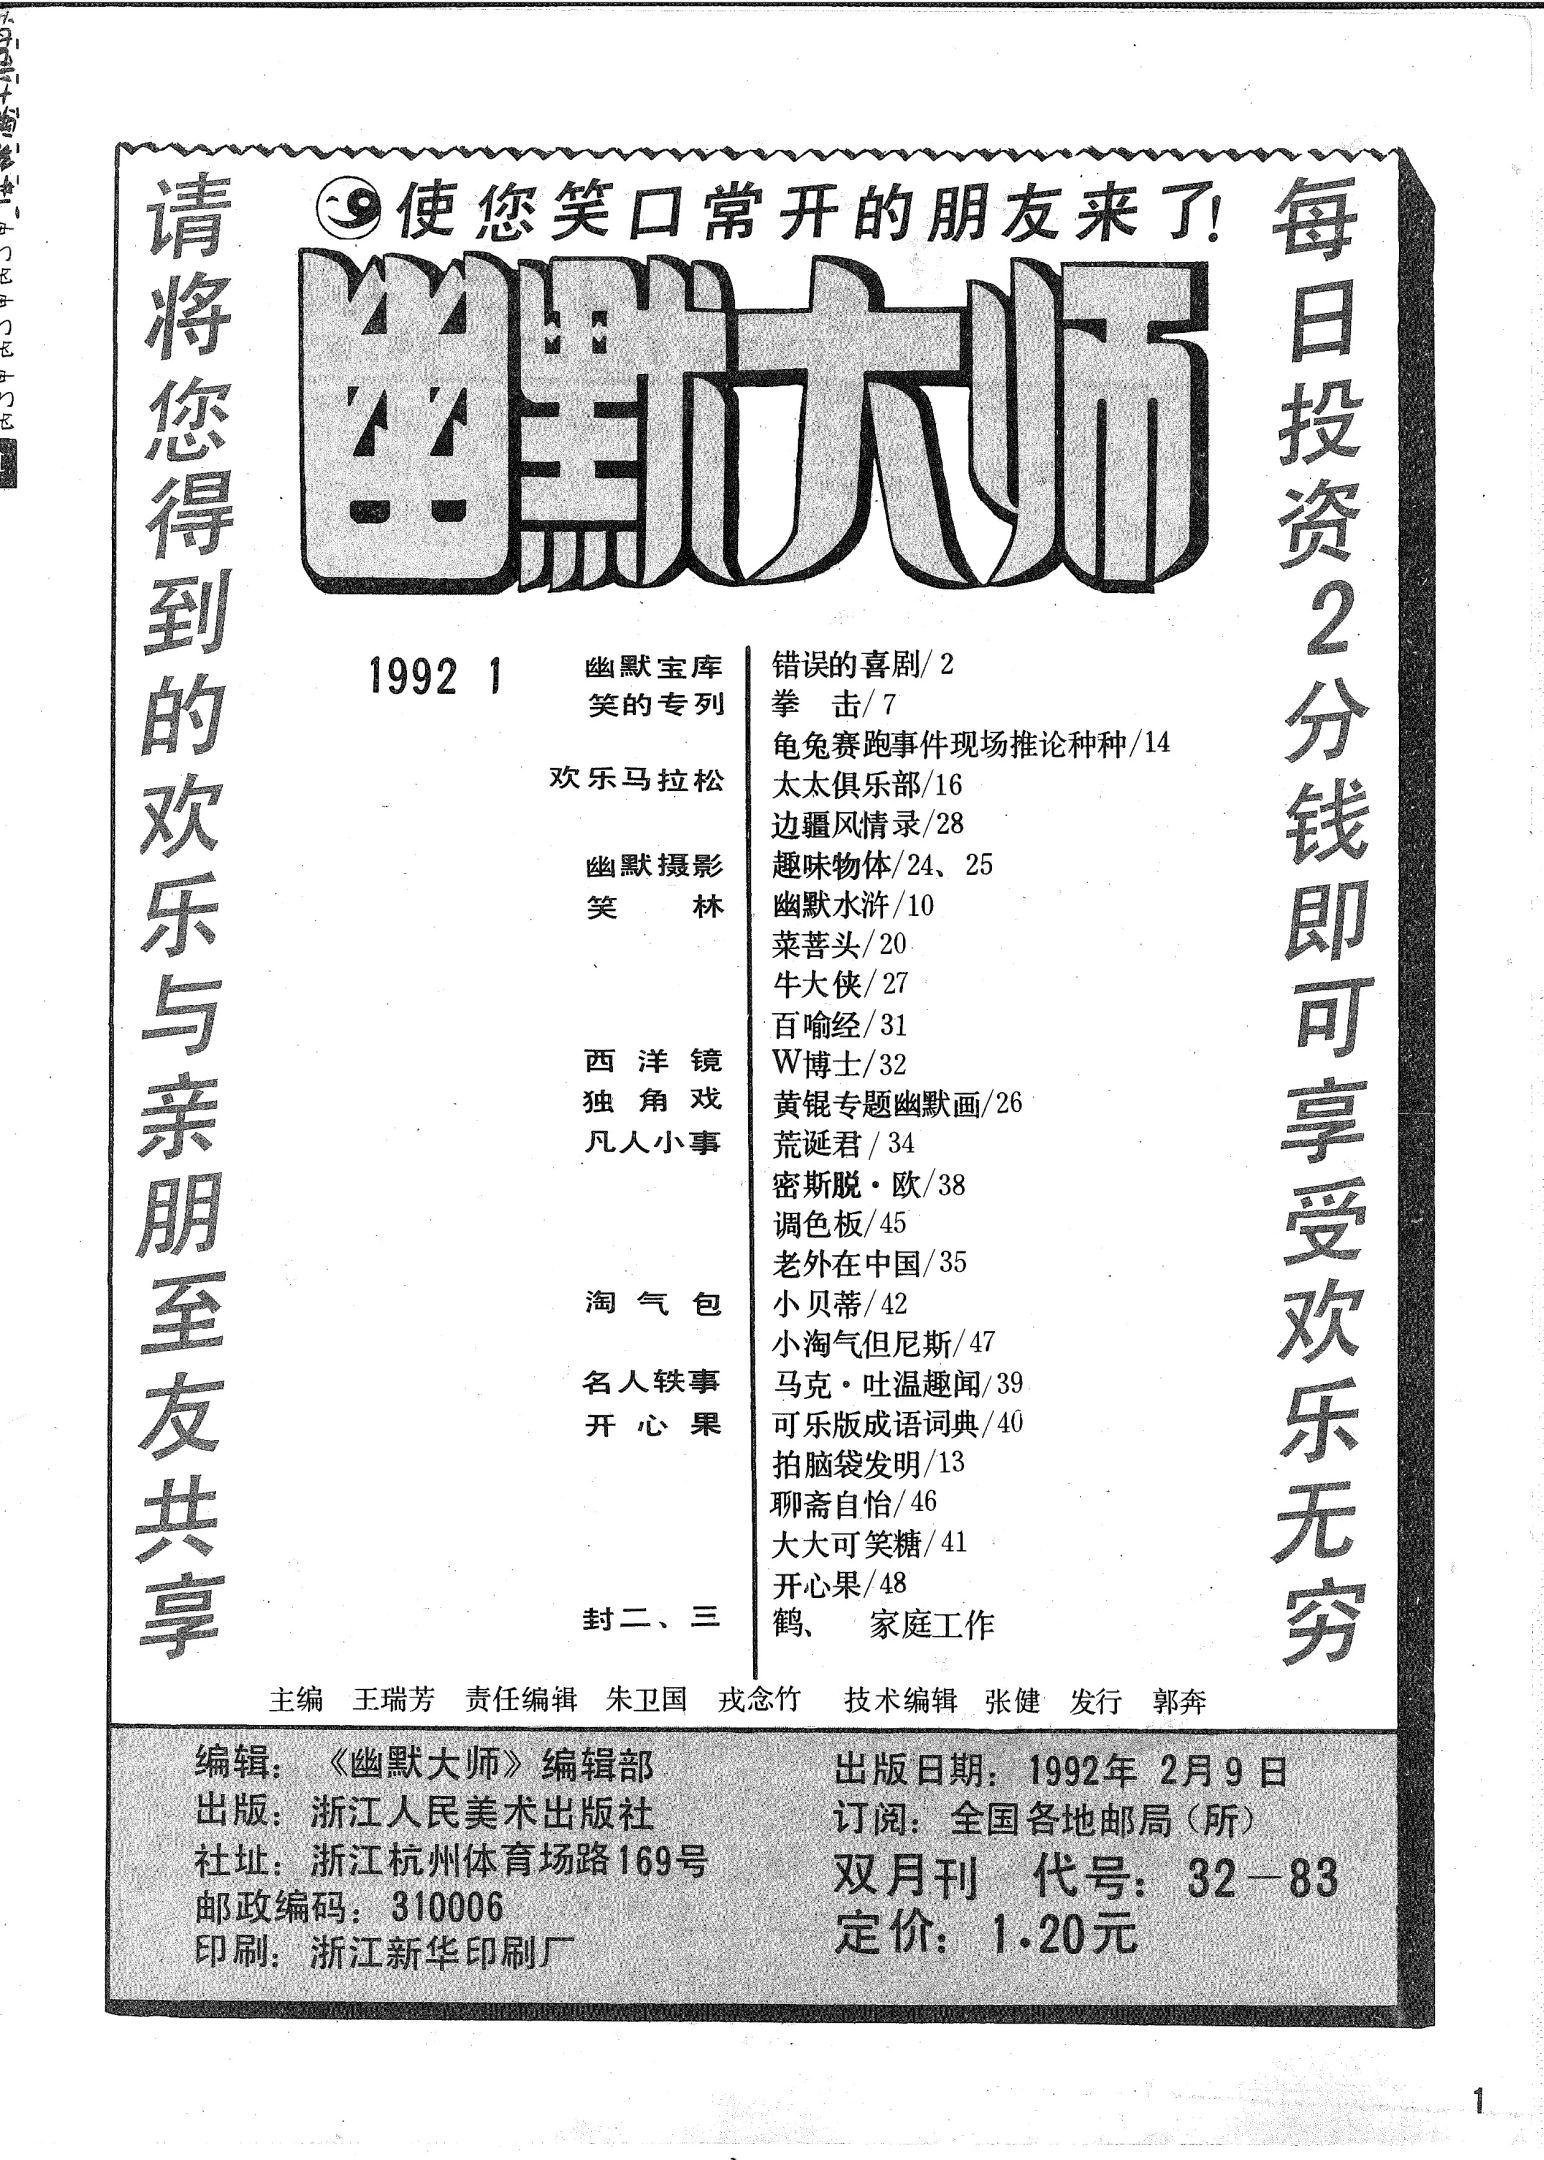 使您笑口常开的朋友来了!
幽默大师
请将您得到的欢乐与亲朋至友共享
每日投资2分钱即可享受欢乐无穷
1992 1
幽默宝库 错误的喜剧/2
笑的专列 拳 击/7
龟兔赛跑事件现场推论种种/14
欢乐马拉松 太太俱乐部/16
边疆风情录/28
幽默摄影 趣味物体/24、25
笑 林 幽默水浒/10
菜菩头/20
牛大侠/27
百喻经/31
西洋镜 W博士/32
独角戏 黄锟专题幽默画/26
凡人小事 荒诞君/34
密斯脱·欧/38
调色板/45
老外在中国/35
淘气包 小贝蒂/42
小淘气但尼斯/47
名人轶事 马克·吐温趣闻/39
开心果 可乐版成语词典/40
拍脑袋发明/13
聊斋自怡/46
大大可笑糖/41
开心果/48
封二、三 鹤、 家庭工作
主编 王瑞芳 责任编辑 朱卫国 戎念竹 技术编辑 张健 发行 郭奔
编辑：《幽默大师》编辑部
出版：浙江人民美术出版社
社址：浙江杭州体育场路169号
邮政编码：310006
印刷：浙江新华印刷厂
出版日期：1992年 2月9日
订阅：全国各地邮局（所）
双月刊 代号：32-83
定价：1.20元
1